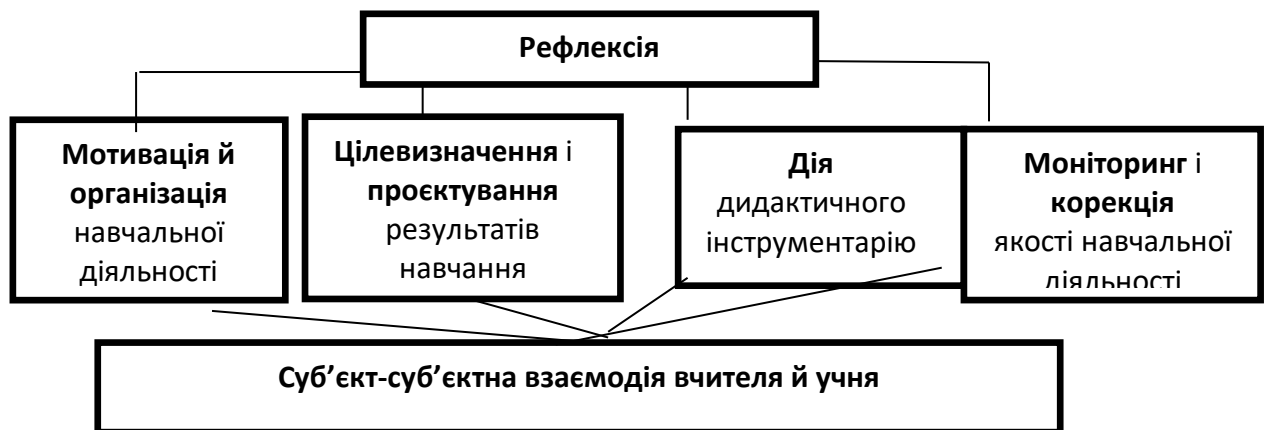 Рефлексія
Мотивація й
організація
навчальної
діяльності
Цілевизначення і
проєктування
результатів
навчання
Дія
дидактичного
інструментарію
Моніторинг і
корекція
якості навчальної
діяльності
Суб’єкт-суб’єктна взаємодія вчителя й учня